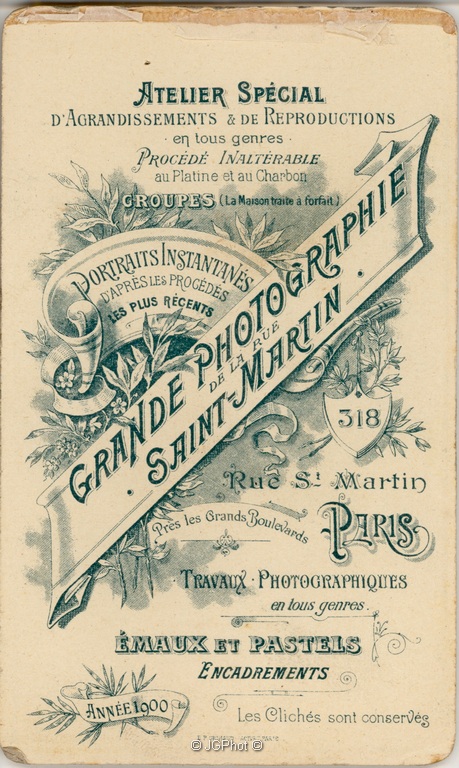 ATELIER SPÉCIAL
D'AGRANDISSEMENTS & DE REPRODUCTIONS
en tous genres
PROCÉDÉ INALTÉRABLE
au Platine et au Charbon
GROUPES (La Maison traite à forfait)
PORTRAITS INSTANTANÉS
D'APRÈS LES PROCÉDÉS
LES PLUS RÉCENTS
GRANDE PHOTOGRAPHIE
DE LA RUE
SAINT-MARTIN
318
Rue St Martin
Près les Grands Boulevards
PARIS
TRAVAUX PHOTOGRAPHIQUES
en tous genres.
ÉMAUX ET PASTELS
ENCADREMENTS
ANNÉE 1900
Les Clichés sont conservés
© JGPhot ©